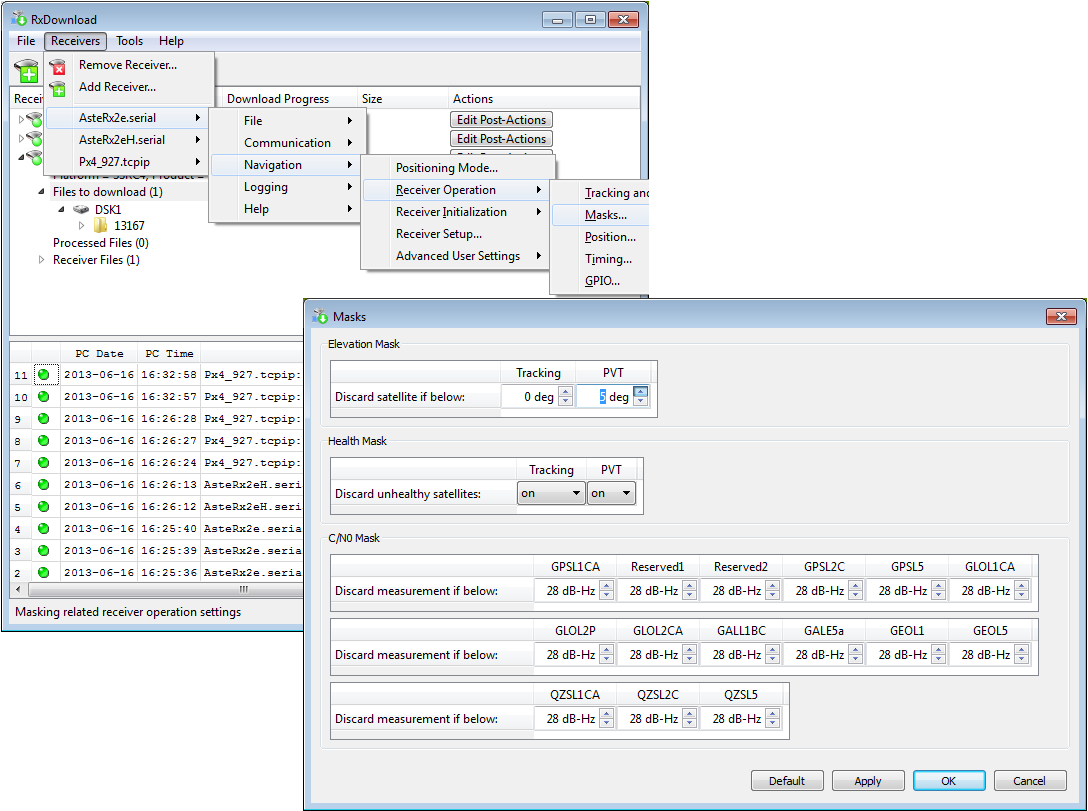 RxDownload
File Receivers Tools Help
Remove Receiver...
Add Receiver...
AsteRx2e.serial
AsteRx2eH.serial
Px4_927.tcpip
Download Progress Size Actions
Edit Post-Actions
Edit Post-Actions
File
Communication
Navigation
Logging
Help
Positioning Mode...
Receiver Operation
Receiver Initialization
Receiver Setup...
Advanced User Settings
Tracking and
Masks...
Position...
Timing...
GPIO...
Files to download (1)
DSK1
13167
Processed Files (0)
Receiver Files (1)
PC Date PC Time
11 2013-06-16 16:32:58 Px4_927.tcpip:
10 2013-06-16 16:32:57 Px4_927.tcpip:
9 2013-06-16 16:26:28 Px4_927.tcpip:
8 2013-06-16 16:26:27 Px4_927.tcpip:
7 2013-06-16 16:26:24 Px4_927.tcpip:
6 2013-06-16 16:26:13 AsteRx2eH.seri
5 2013-06-16 16:26:12 AsteRx2eH.seri
4 2013-06-16 16:25:40 AsteRx2e.seria
3 2013-06-16 16:25:39 AsteRx2e.seria
2 2013-06-16 16:25:36 AsteRx2e.seria
Masking related receiver operation settings
Masks
Elevation Mask
Tracking PVT
Discard satellite if below: 0 deg 5 deg
Health Mask
Tracking PVT
Discard unhealthy satellites: on on
C/N0 Mask
GPSL1CA Reserved1 Reserved2 GPSL2C GPSL5 GLOL1CA
Discard measurement if below: 28 dB-Hz 28 dB-Hz 28 dB-Hz 28 dB-Hz 28 dB-Hz 28 dB-Hz
GLOL2P GLOL2CA GALL1BC GALE5a GEOL1 GEOL5
Discard measurement if below: 28 dB-Hz 28 dB-Hz 28 dB-Hz 28 dB-Hz 28 dB-Hz 28 dB-Hz
QZSL1CA QZSL2C QZSL5
Discard measurement if below: 28 dB-Hz 28 dB-Hz 28 dB-Hz
Default Apply OK Cancel